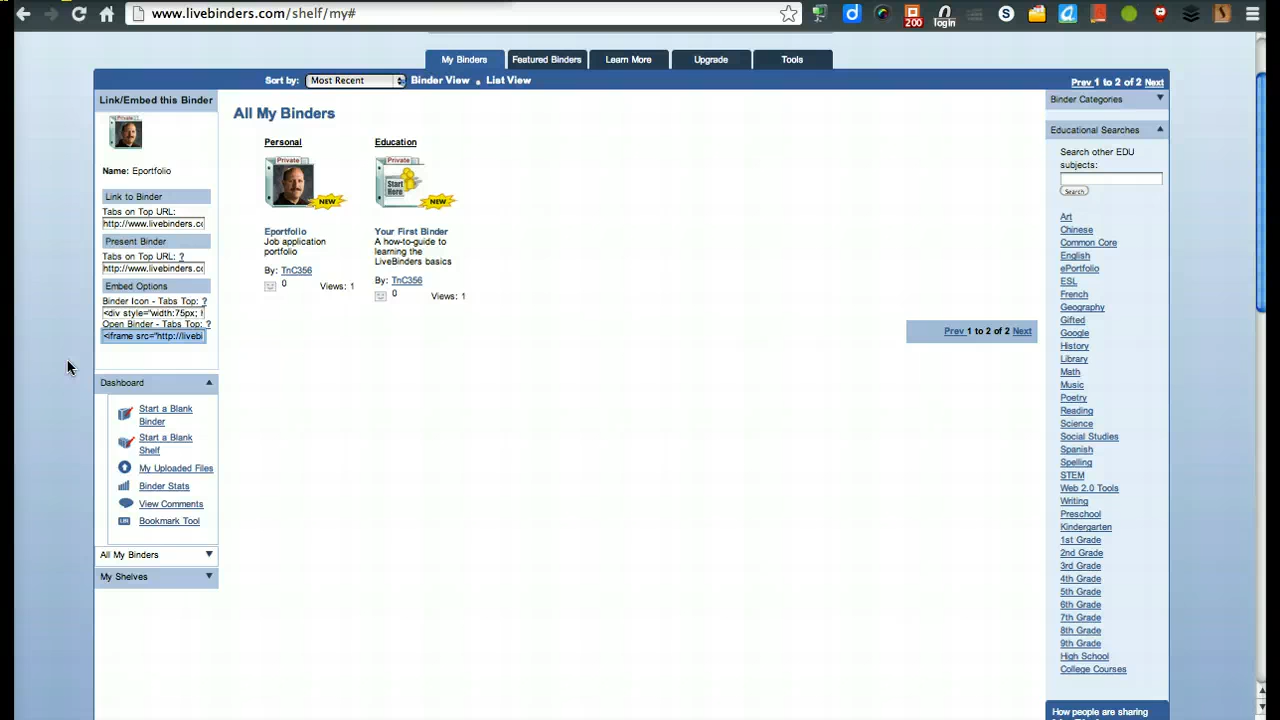 www.livebinders.com/shelf/my#
200
login
My Binders
Featured Binders
Learn More
Upgrade
Tools
Sort by:
Most Recent
Binder View
List View
Prev 1 to 2 of 2 Next
Link/Embed this Binder
Private
Name: Eportfolio
Link to Binder
Tabs on Top URL:
http://www.livebinders.cc
Present Binder
Tabs on Top URL: ?
http://www.livebinders.cc
Embed Options
Binder Icon - Tabs Top: ?
<div style="width:75px;
Open Binder - Tabs Top: ?
<iframe src="http://liveb
Dashboard
Start a Blank
Binder
Start a Blank
Shelf
My Uploaded Files
Binder Stats
View Comments
Bookmark Tool
All My Binders
My Shelves
All My Binders
Personal
Private
NEW
Eportfolio
Job application
portfolio
By: TnC356
0
Views: 1
Education
Private
Start
Here
NEW
Your First Binder
A how-to-guide to
learning the
LiveBinders basics
By: TnC356
0
Views: 1
Prev 1 to 2 of 2 Next
Binder Categories
Educational Searches
Search other EDU
subjects:
Search
Art
Chinese
Common Core
English
ePortfolio
ESL
French
Geography
Gifted
Google
History
Library
Math
Music
Poetry
Reading
Science
Social Studies
Spanish
Spelling
STEM
Web 2.0 Tools
Writing
Preschool
Kindergarten
1st Grade
2nd Grade
3rd Grade
4th Grade
5th Grade
6th Grade
7th Grade
8th Grade
9th Grade
High School
College Courses
How people are sharing